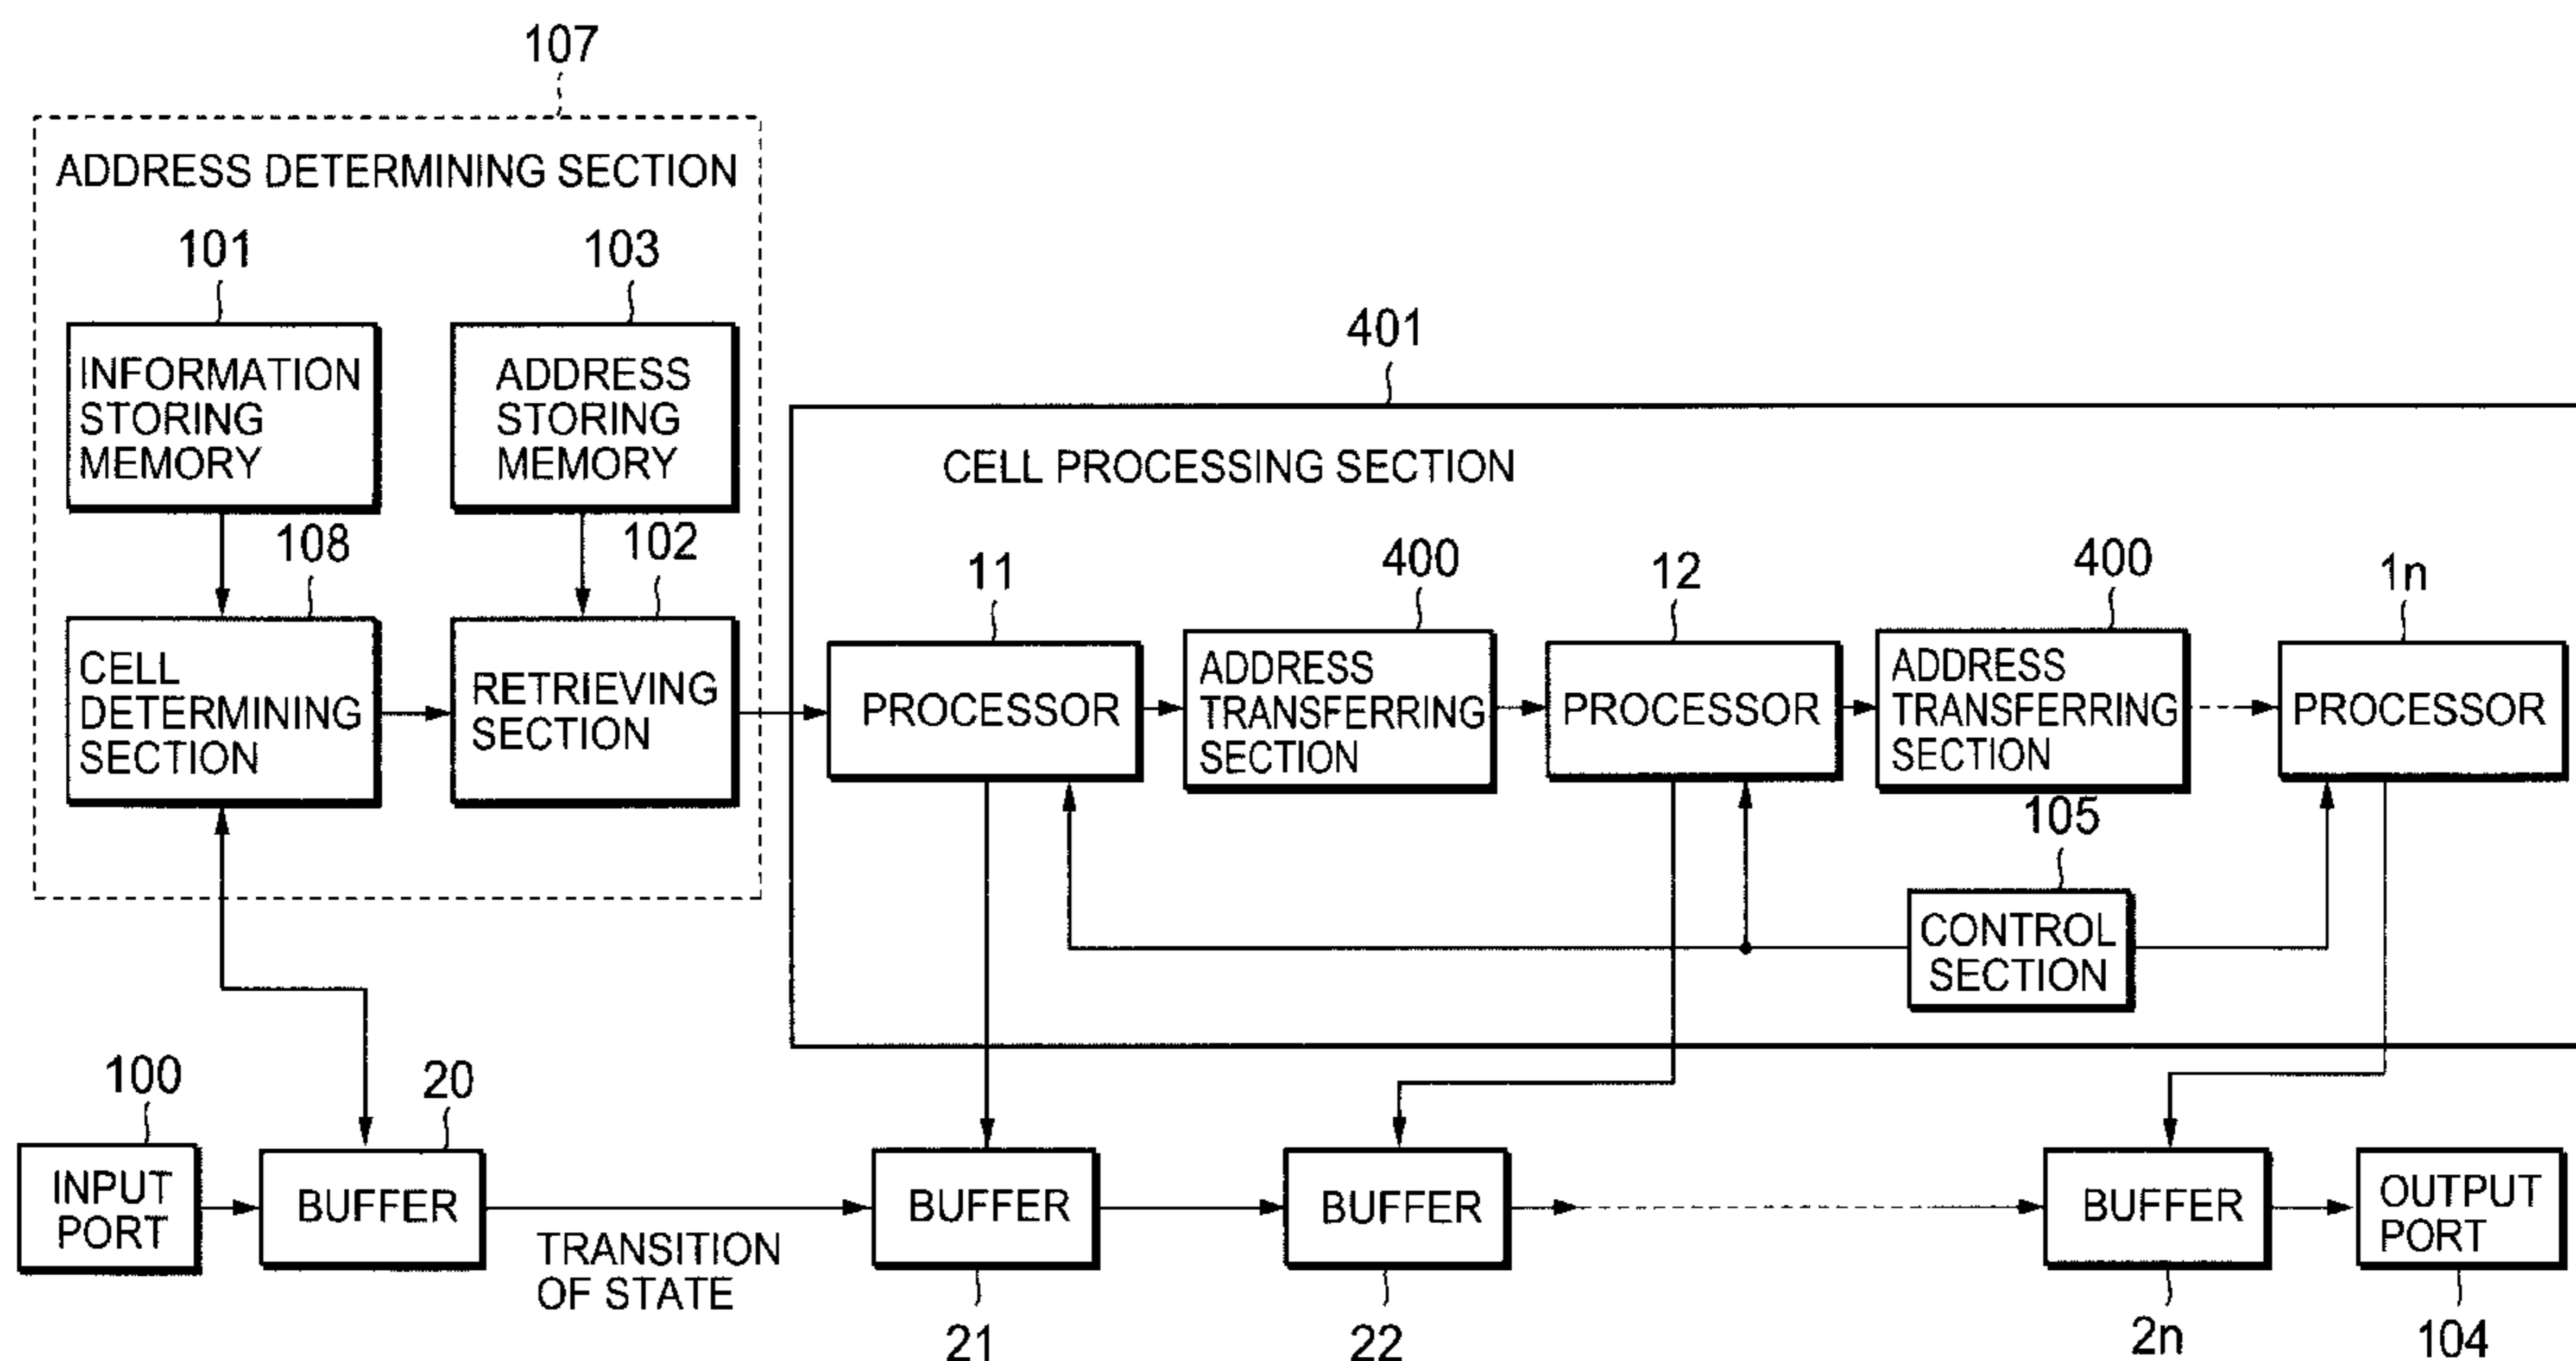 107
ADDRESS DETERMINING SECTION
101
103
INFORMATION
STORING
MEMORY
ADDRESS
STORING
MEMORY
108
102
CELL
DETERMINING
SECTION
RETRIEVING
SECTION
401
CELL PROCESSING SECTION
11
400
12
400
1n
PROCESSOR
ADDRESS
TRANSFERRING
SECTION
PROCESSOR
ADDRESS
TRANSFERRING
SECTION
PROCESSOR
105
CONTROL
SECTION
100
20
INPUT
PORT
BUFFER
TRANSITION
OF STATE
BUFFER
BUFFER
BUFFER
OUTPUT
PORT
21
22
2n
104